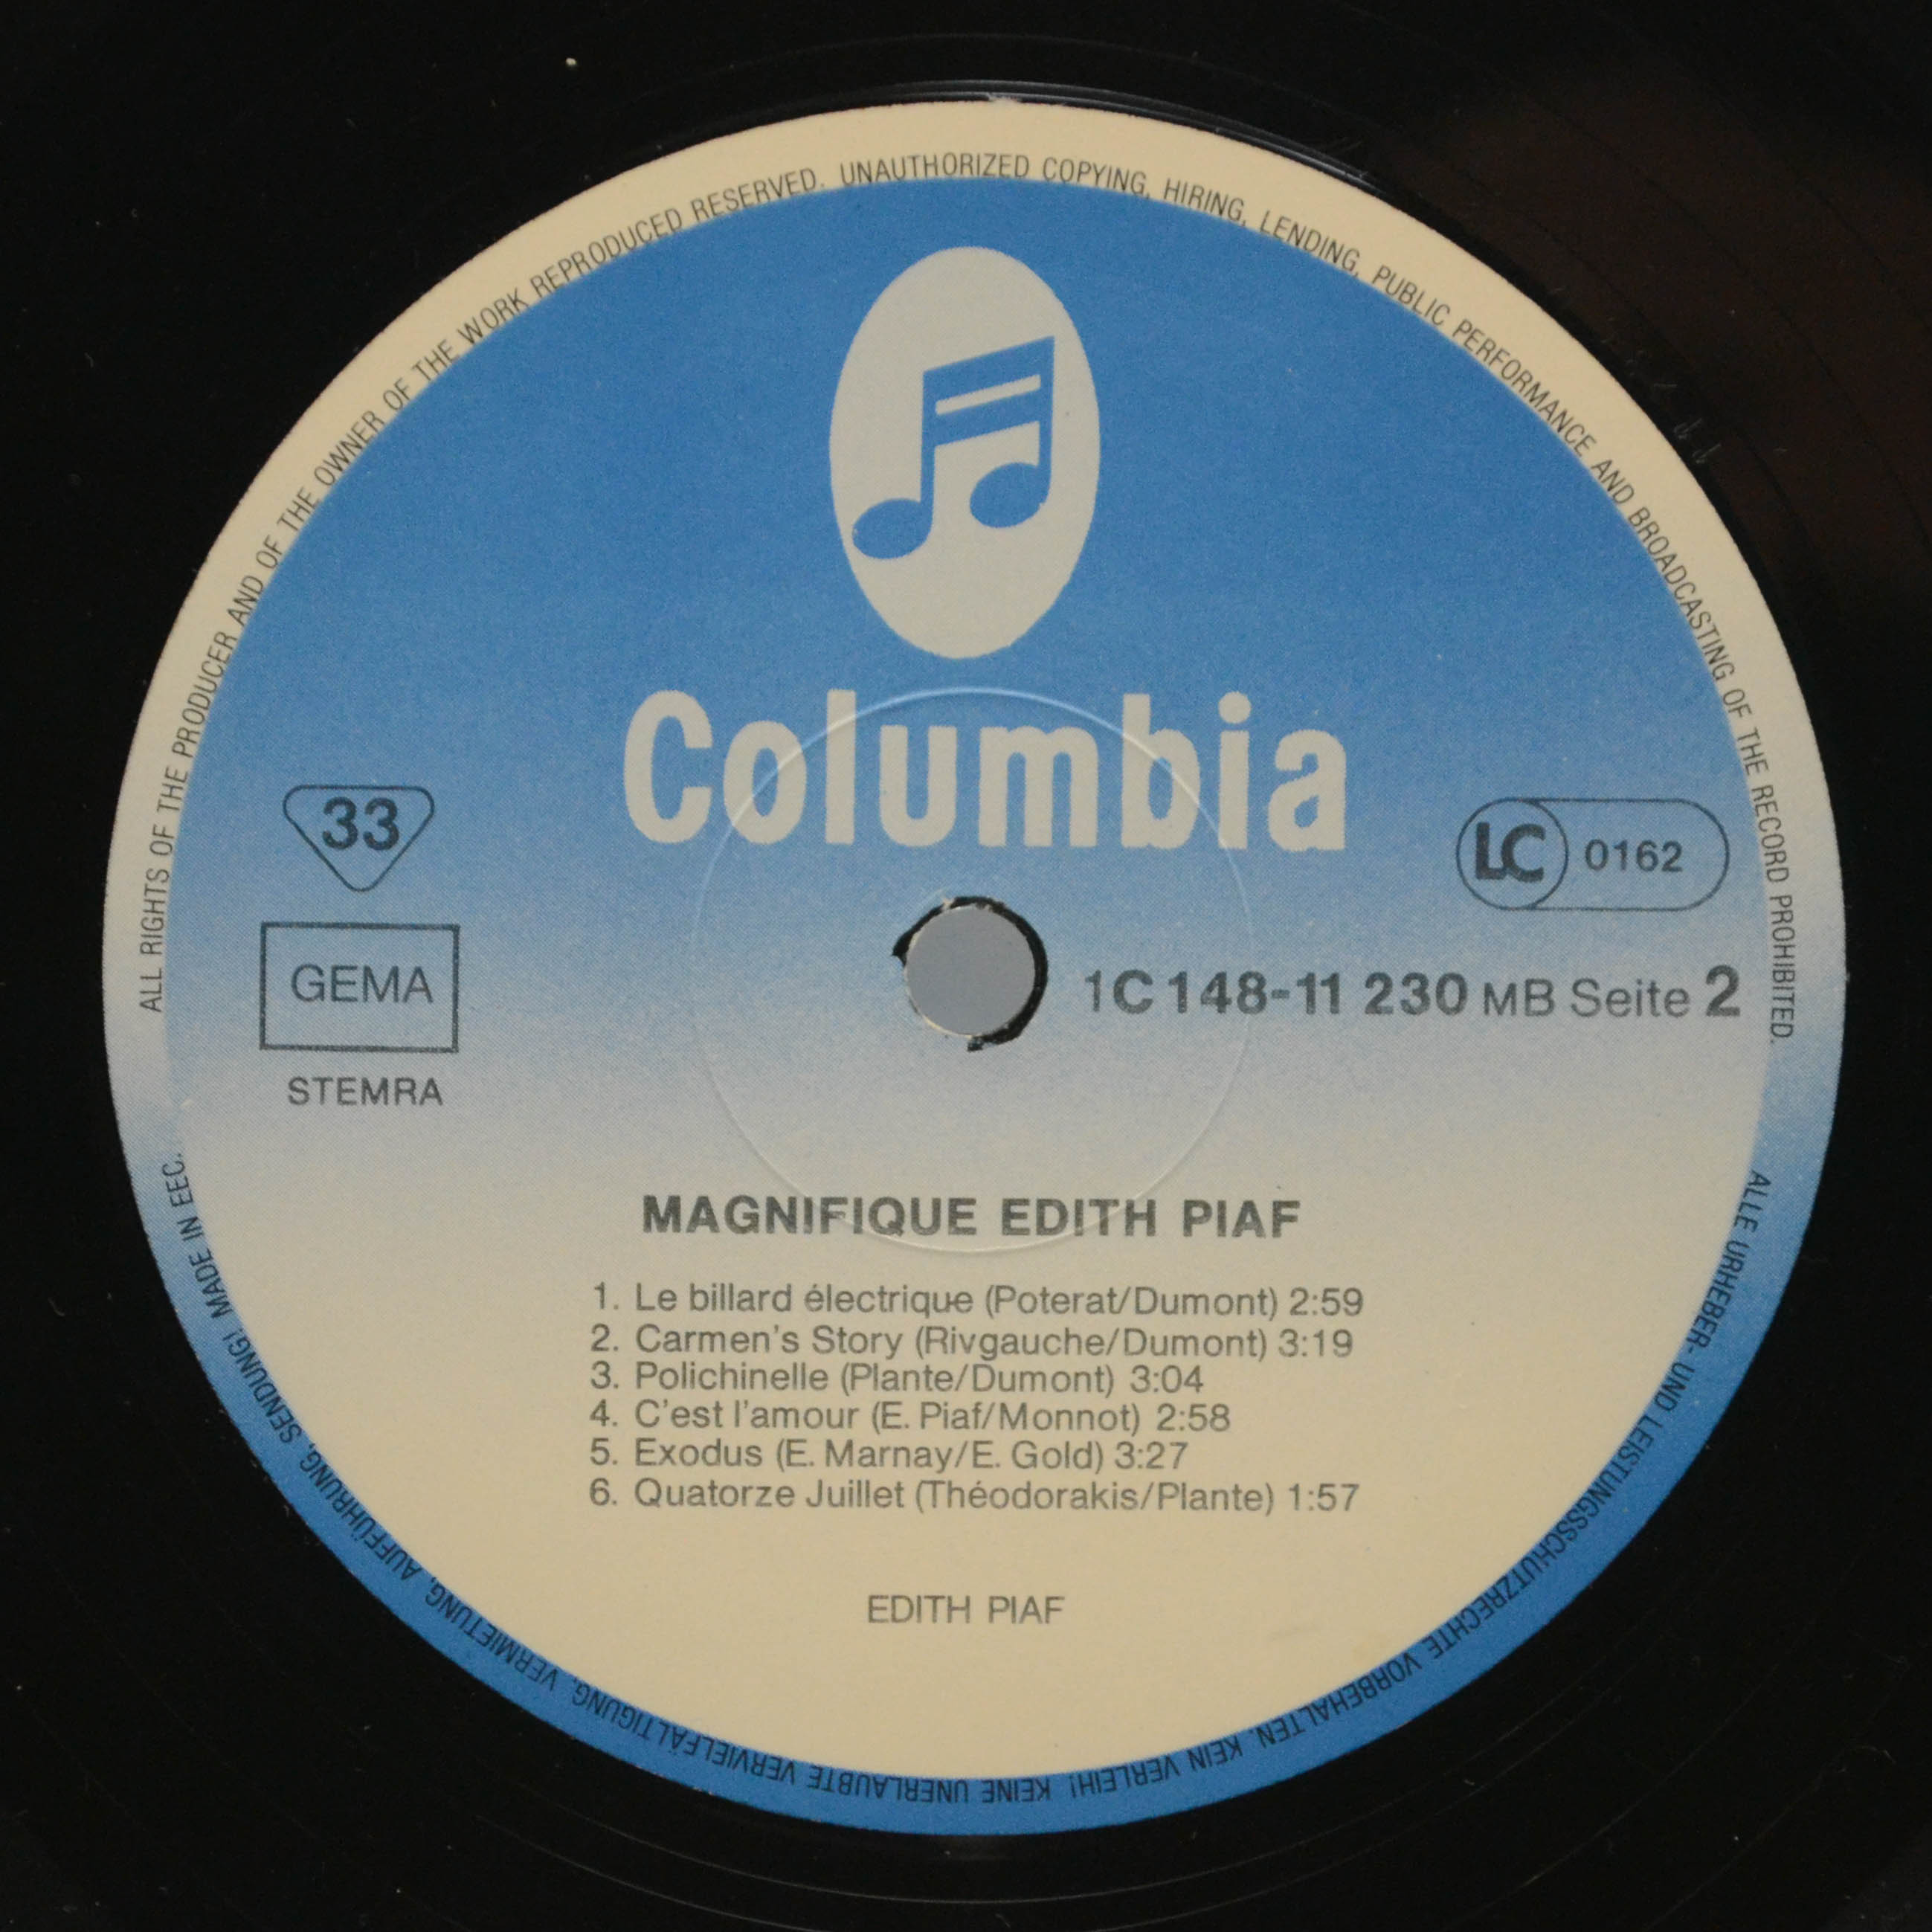 ALL RIGHTS OF THE PRODUCER AND OF THE OWNER OF THE WORK REPRODUCED RESERVED. UNAUTHORIZED COPYING, HIRING, LENDING, PUBLIC PERFORMANCE AND BROADCASTING OF THE RECORD PROHIBITED.
Columbia
33
LC 0162
GEMA
1C 148-11 230 MB Seite 2
STEMRA
MAGNIFIQUE EDITH PIAF
1. Le billard électrique (Poterat/Dumont) 2:59
2. Carmen's Story (Rivgauche/Dumont) 3:19
3. Polichinelle (Plante/Dumont) 3:04
4. C'est l'amour (E. Piaf/Monnot) 2:58
5. Exodus (E. Marnay/E. Gold) 3:27
6. Quatorze Juillet (Théodorakis/Plante) 1:57
EDITH PIAF
ALLE URHEBER- UND LEISTUNGSSCHUTZRECHTE VORBEHALTEN. KEIN VERLEIH! KEINE UNERLAUBTE VERVIELFÄLTIGUNG, VERMIETUNG, AUFFÜHRUNG, SENDUNG! MADE IN EEC.